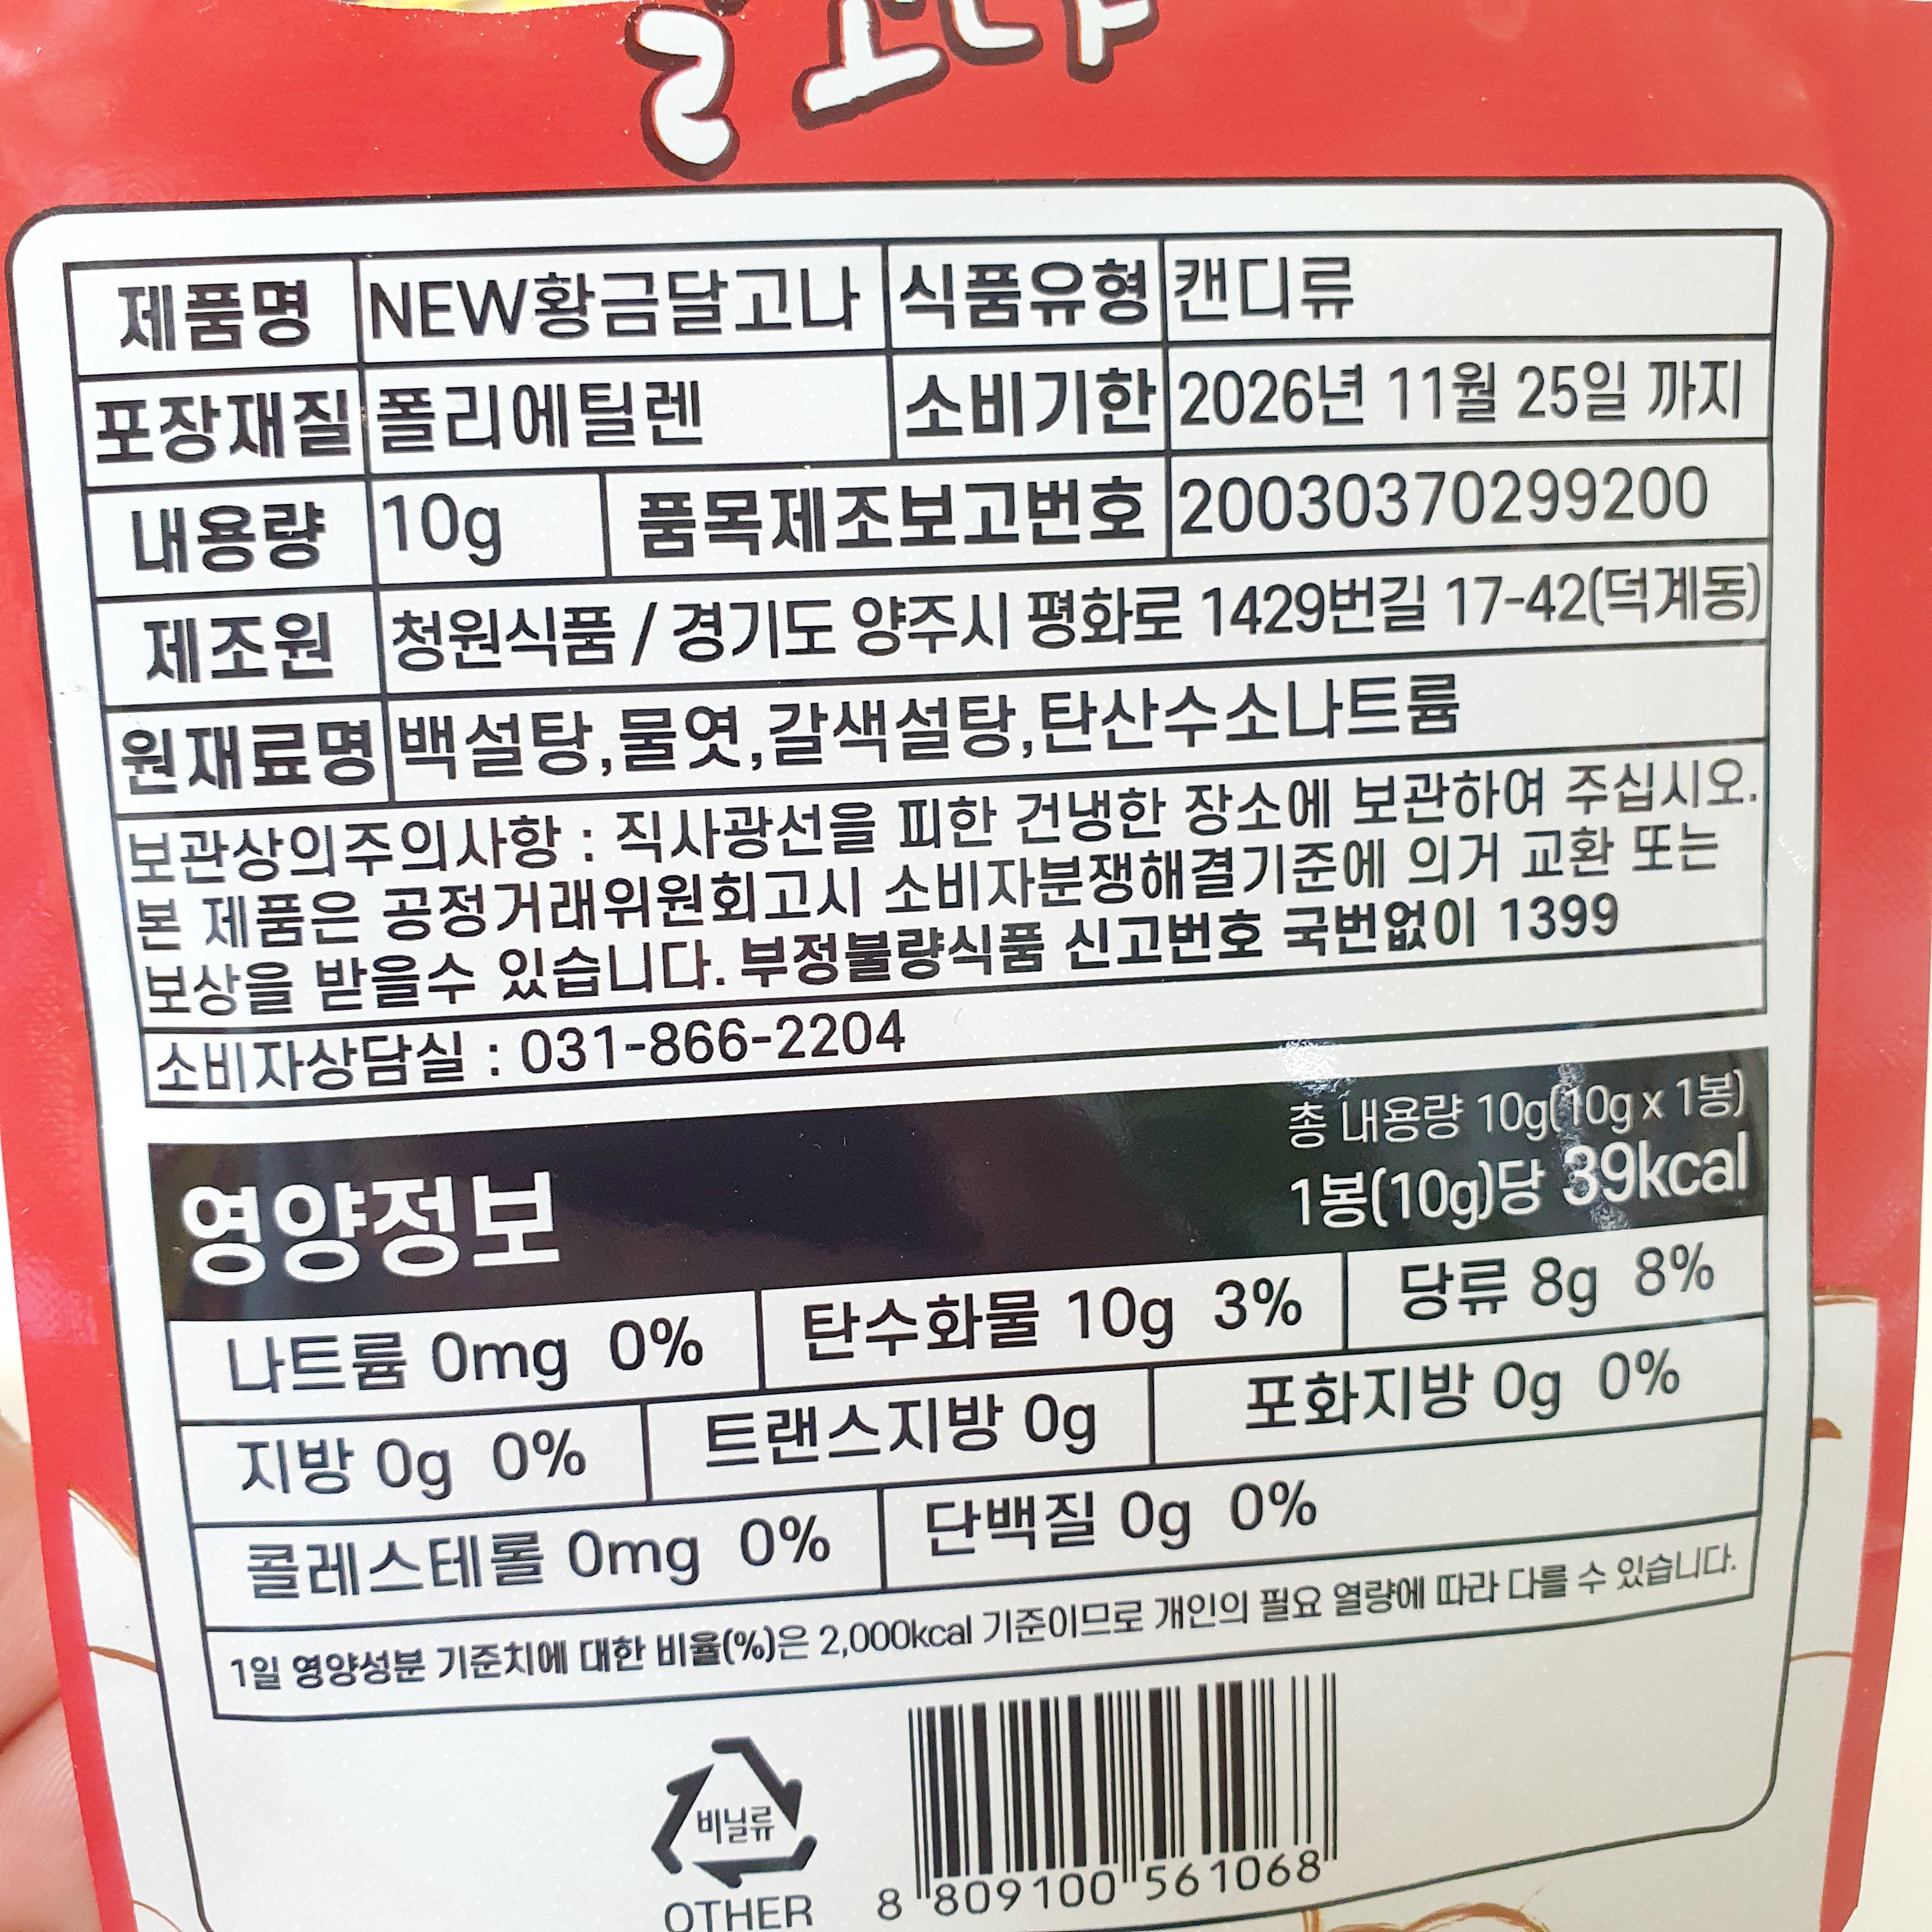 달고나
제품명 NEW황금달고나 식품유형 캔디류
포장재질 폴리에틸렌 소비기한 2026년 11월 25일 까지
내용량 10g 품목제조보고번호 20030370299200
제조원 청원식품 / 경기도 양주시 평화로 1429번길 17-42(덕계동)
원재료명 백설탕,물엿,갈색설탕,탄산수소나트륨
보관상의주의사항 : 직사광선을 피한 건냉한 장소에 보관하여 주십시오.
본 제품은 공정거래위원회고시 소비자분쟁해결기준에 의거 교환 또는
보상을 받을수 있습니다. 부정불량식품 신고번호 국번없이 1399
소비자상담실 : 031-866-2204
총 내용량 10g(10g x 1봉)
영양정보 1봉(10g)당 39kcal
나트륨 0mg 0% 탄수화물 10g 3% 당류 8g 8%
지방 0g 0% 트랜스지방 0g 포화지방 0g 0%
콜레스테롤 0mg 0% 단백질 0g 0%
1일 영양성분 기준치에 대한 비율(%)은 2,000kcal 기준이므로 개인의 필요 열량에 따라 다를 수 있습니다.
비닐류
OTHER
8 809100 561068